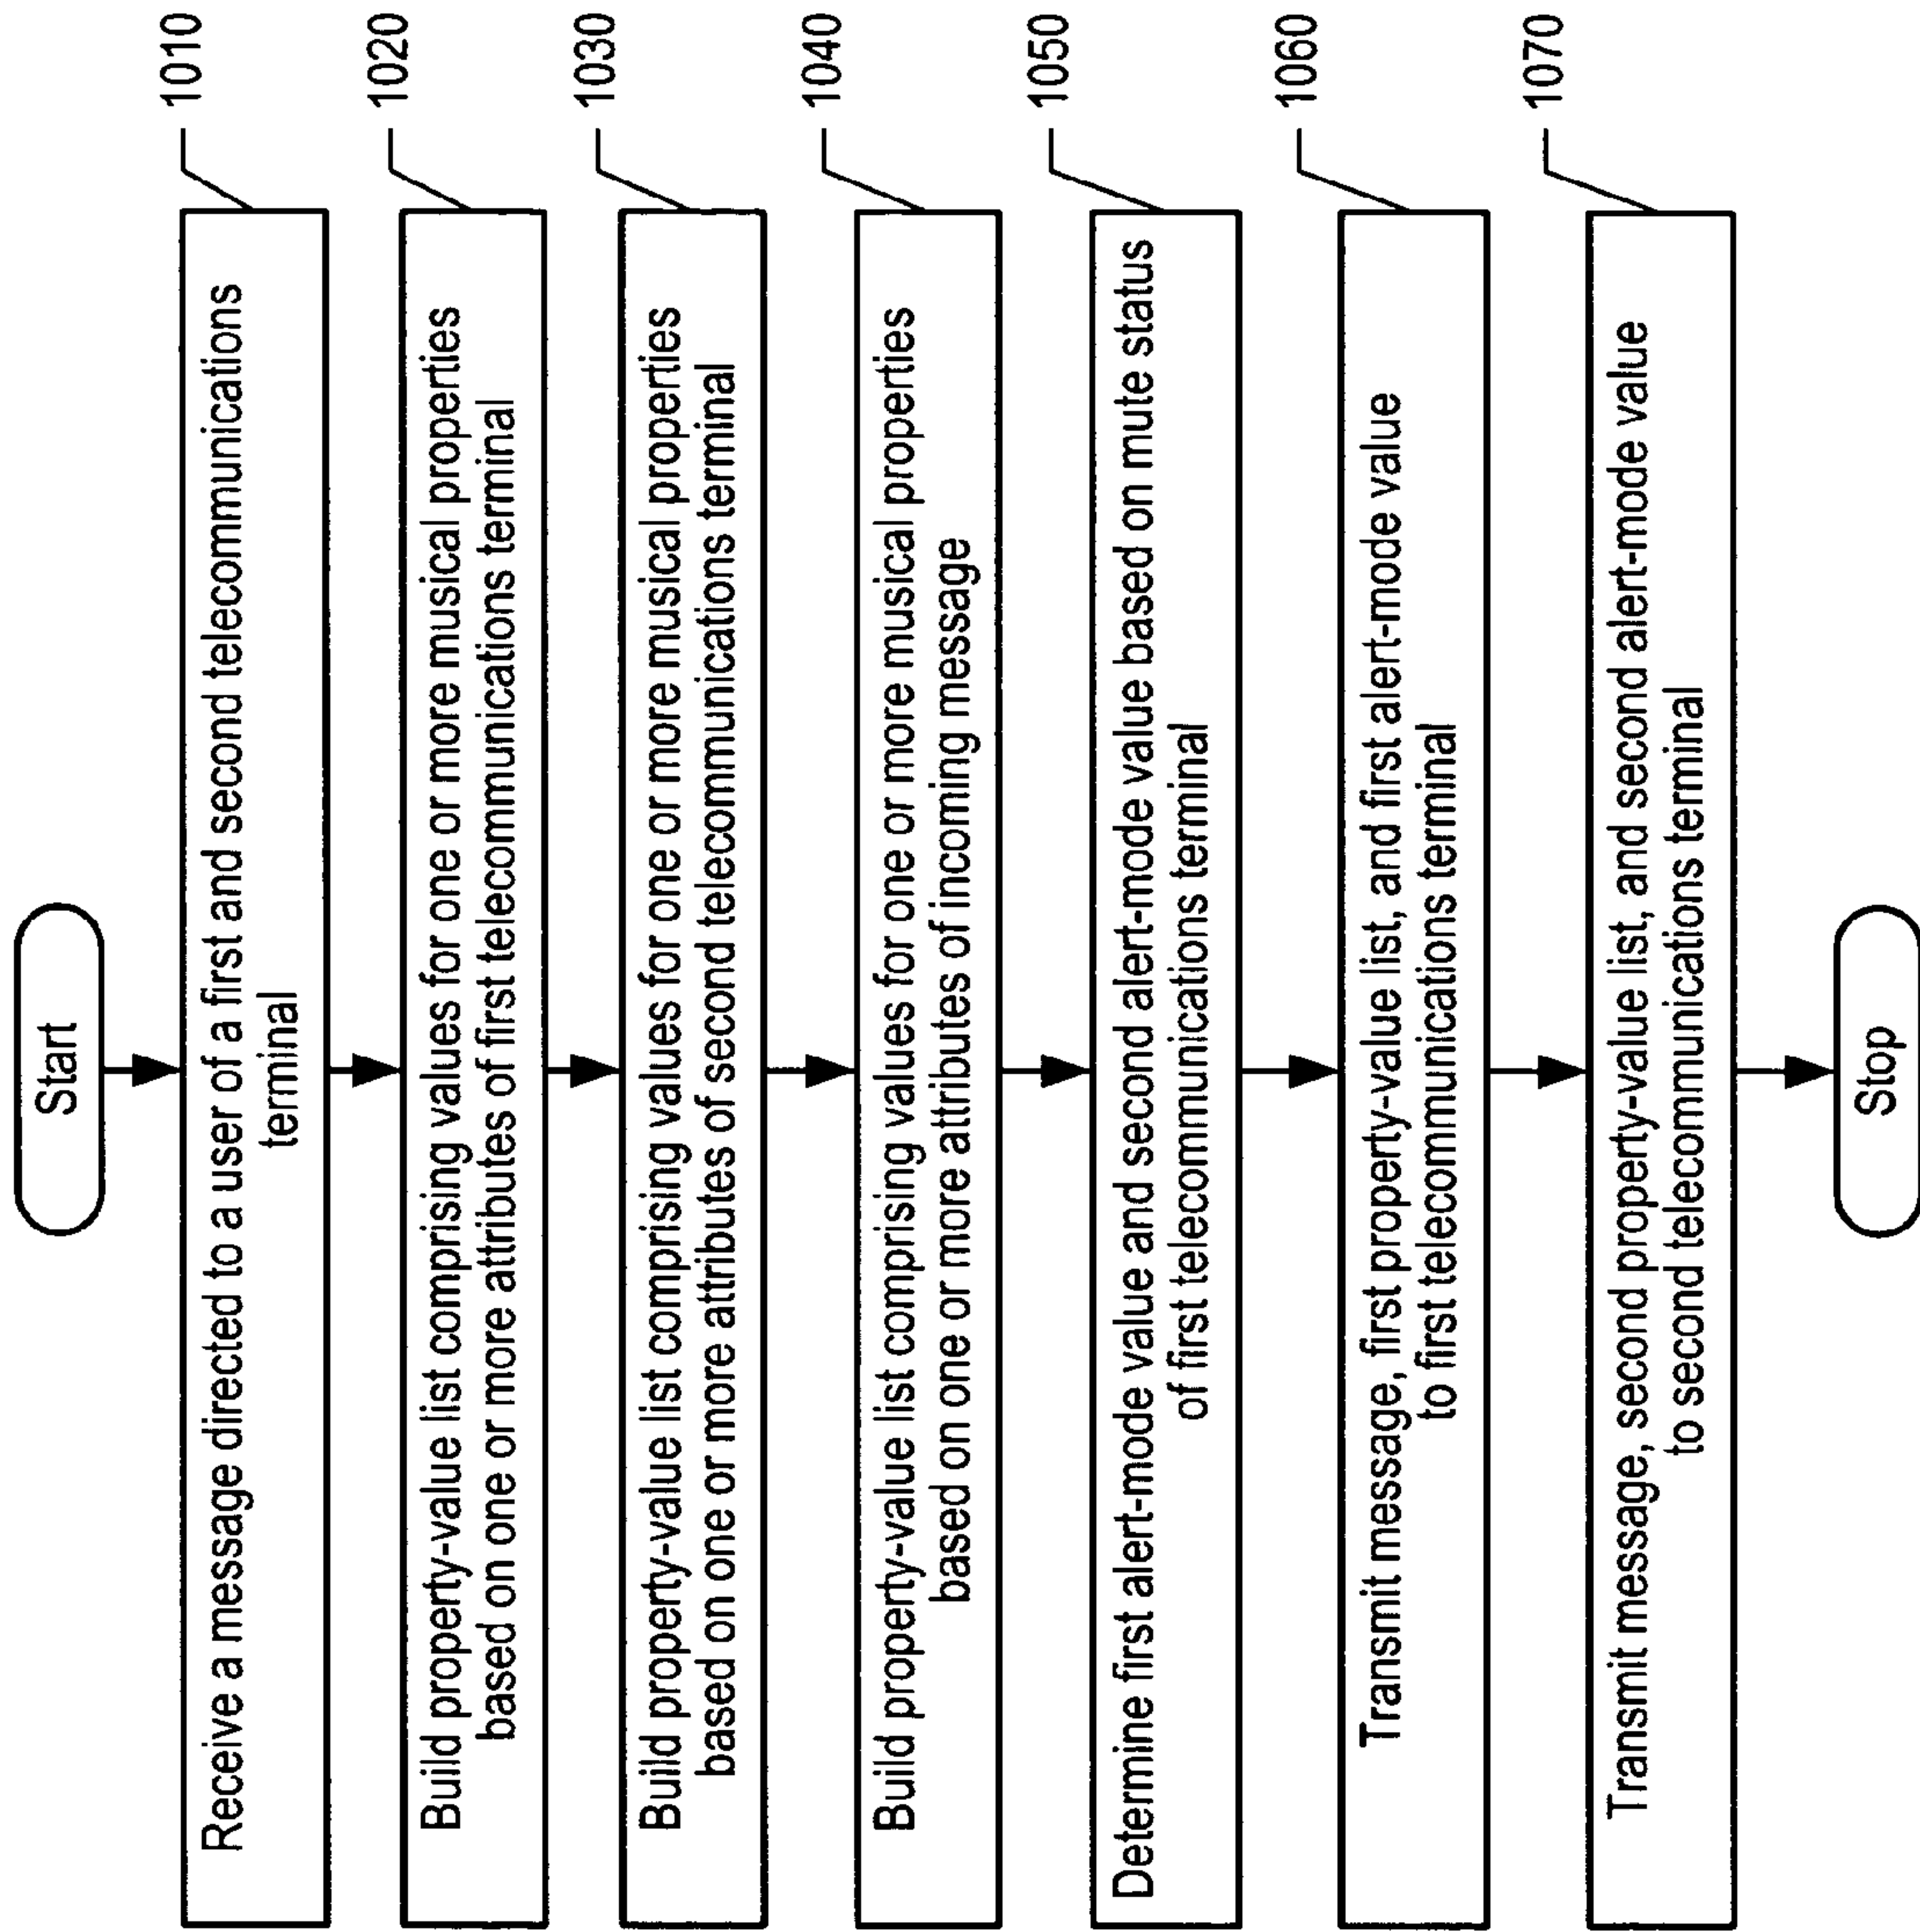 Start
Receive a message directed to a user of a first and second telecommunications
terminal
1010
Build property-value list comprising values for one or more musical properties
based on one or more attributes of first telecommunications terminal
1020
Build property-value list comprising values for one or more musical properties
based on one or more attributes of second telecommunications terminal
1030
Build property-value list comprising values for one or more musical properties
based on one or more attributes of incoming message
1040
Determine first alert-mode value and second alert-mode value based on mute status
of first telecommunications terminal
1050
Transmit message, first property-value list, and first alert-mode value
to first telecommunications terminal
1060
Transmit message, second property-value list, and second alert-mode value
to second telecommunications terminal
1070
Stop